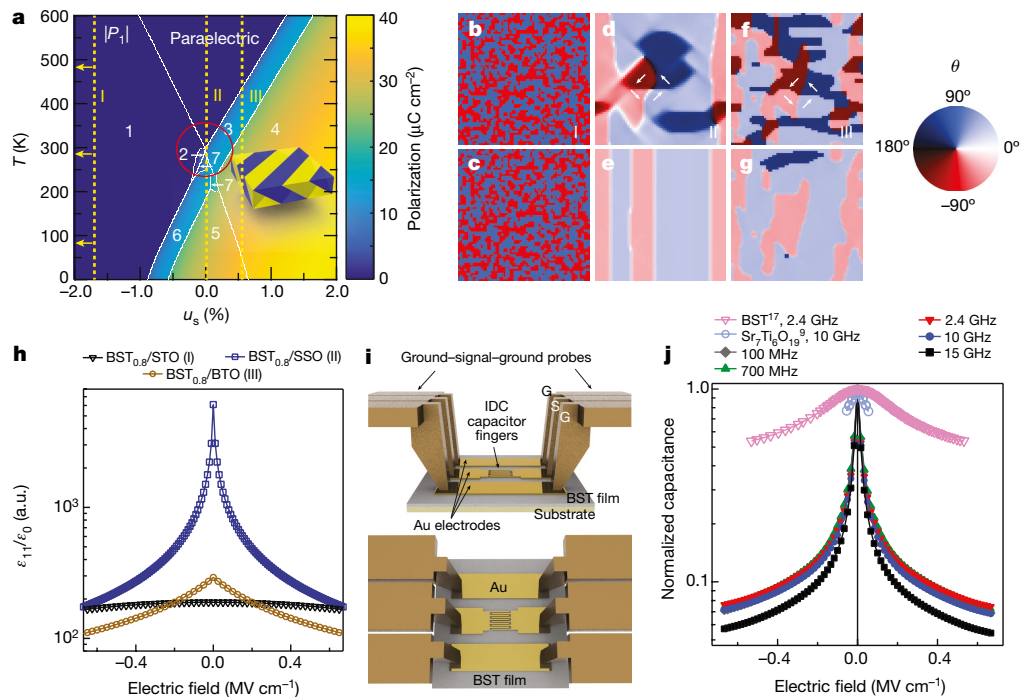 a
600
500
400
300
200
100
0
T (K)
|P₁|
Paraelectric
I
II
III
1
2
3
4
7
7
6
5
−2.0
−1.0
0.0
1.0
2.0
uₛ (%)
40
30
20
10
0
Polarization (μC cm⁻²)
b
I
d
II
f
III
c
e
g
θ
90º
180º
0º
−90º
h
BST₀.₈/STO (I)
BST₀.₈/SSO (II)
BST₀.₈/BTO (III)
10³
10²
ε₁₁/ε₀ (a.u.)
−0.4
0.0
0.4
Electric field (MV cm⁻¹)
i
Ground–signal–ground probes
G
S
G
IDC
capacitor
fingers
BST film
Substrate
Au electrodes
Au
BST film
j
BST¹⁷, 2.4 GHz
Sr₇Ti₆O₁₉⁹, 10 GHz
100 MHz
700 MHz
2.4 GHz
10 GHz
15 GHz
1.0
0.1
Normalized capacitance
−0.4
0.0
0.4
Electric field (MV cm⁻¹)